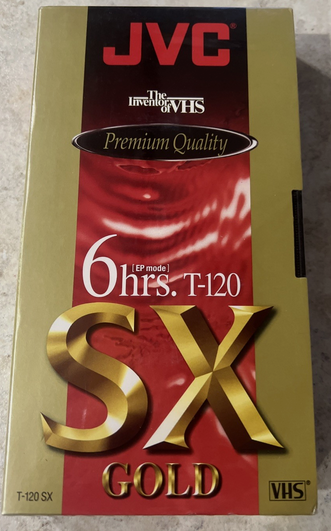 JVC
The
Inventor of VHS
Premium Quality
6hrs. [EP mode] T-120
SX
GOLD
T-120 SX
VHS